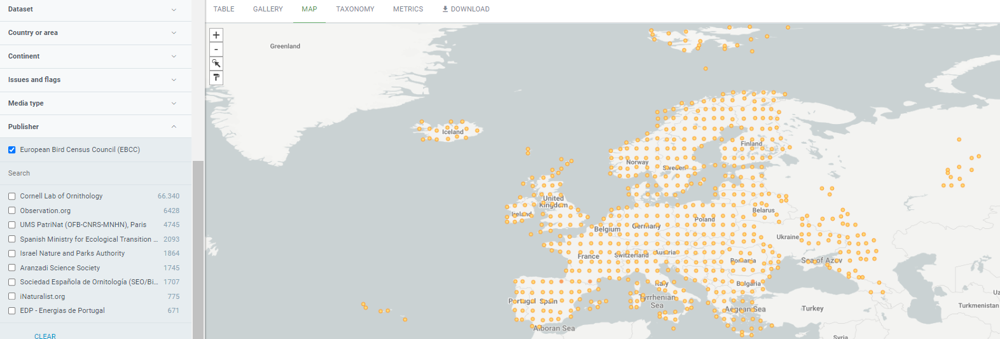 Dataset
Country or area
Continent
Issues and flags
Media type
Publisher
European Bird Census Council (EBCC)
Search
Cornell Lab of Ornithology 66.340
Observation.org 6428
UMS PatriNat (OFB-CNRS-MNHN), Paris 4745
Spanish Ministry for Ecological Transition ... 2093
Israel Nature and Parks Authority 1864
Aranzadi Science Society 1745
Sociedad Española de Ornitología (SEO/Bi... 1707
iNaturalist.org 775
EDP - Energias de Portugal 671
CLEAR
TABLE GALLERY MAP TAXONOMY METRICS DOWNLOAD
+
-
Greenland
Iceland
Finland
Norway
Sweden
United
Kingdom
Ireland
Belarus
Poland
Germany
Belgium
Ukraine
France
Switzerland
Austria
Romania
Sea of Azov
Italy
Bulgaria
Portugal
Spain
Tyrrhenian
Sea
Aegean Sea
Turkey
Uz
Turkmenistan
Alboran Sea
Syria